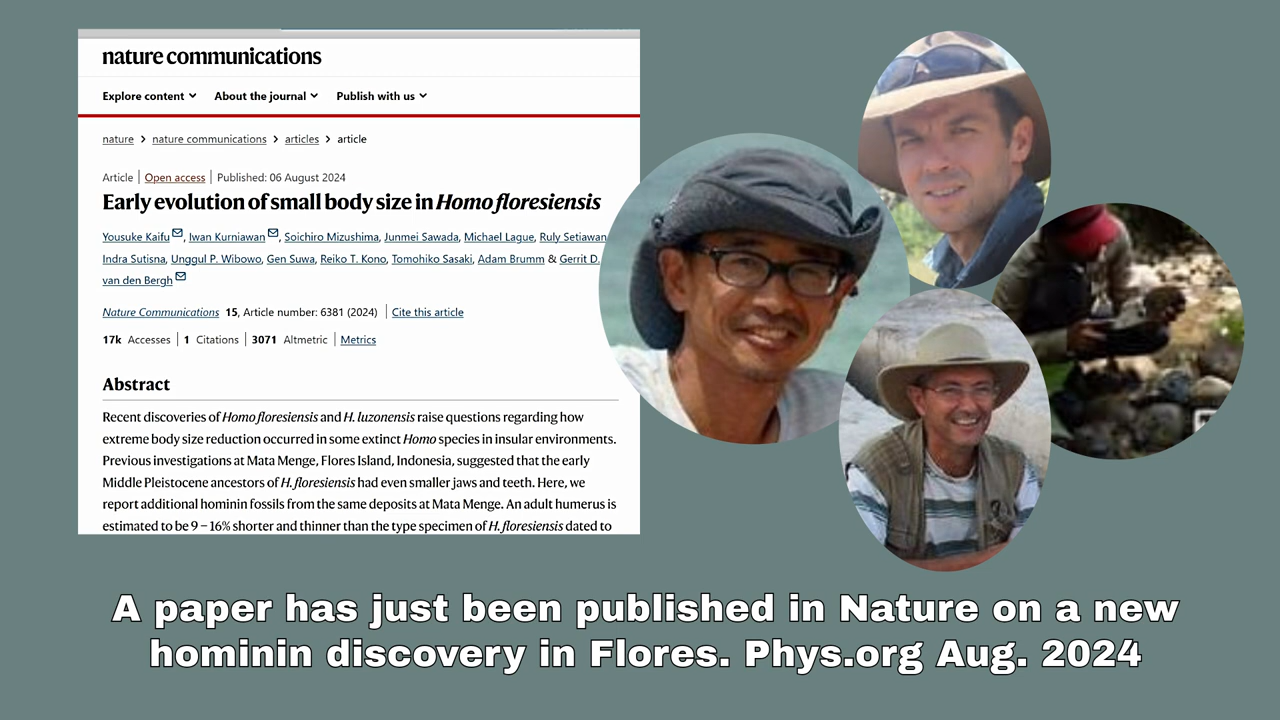 nature communications
Explore content About the journal Publish with us
nature > nature communications > articles > article
Article | Open access | Published: 06 August 2024
Early evolution of small body size in Homo floresiensis
Yousuke Kaifu, Iwan Kurniawan, Soichiro Mizushima, Junmei Sawada, Michael Lague, Ruly Setiawan
Indra Sutisna, Unggul P. Wibowo, Gen Suwa, Reiko T. Kono, Tomohiko Sasaki, Adam Brumm & Gerrit D.
van den Bergh
Nature Communications 15, Article number: 6381 (2024) | Cite this article
17k Accesses | 1 Citations | 3071 Altmetric | Metrics
Abstract
Recent discoveries of Homo floresiensis and H. luzonensis raise questions regarding how
extreme body size reduction occurred in some extinct Homo species in insular environments.
Previous investigations at Mata Menge, Flores Island, Indonesia, suggested that the early
Middle Pleistocene ancestors of H. floresiensis had even smaller jaws and teeth. Here, we
report additional hominin fossils from the same deposits at Mata Menge. An adult humerus is
estimated to be 9 – 16% shorter and thinner than the type specimen of H. floresiensis dated to
A paper has just been published in Nature on a new
hominin discovery in Flores. Phys.org Aug. 2024